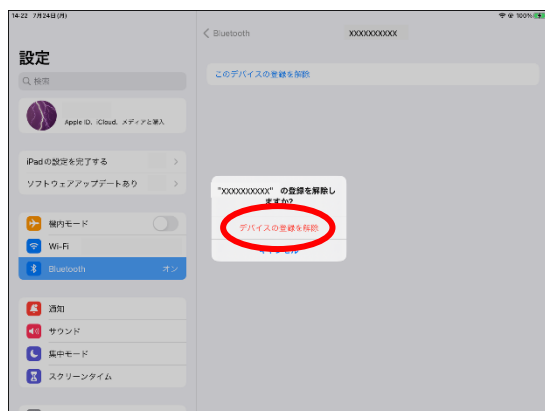 14:22 7月24日(月)
100%
設定
検索
Apple ID、iCloud、メディアと購入
iPadの設定を完了する
ソフトウェアアップデートあり
機内モード
Wi-Fi
Bluetooth オン
通知
サウンド
集中モード
スクリーンタイム
Bluetooth
XXXXXXXXXX
このデバイスの登録を解除
"XXXXXXXXXX" の登録を解除し
ますか?
デバイスの登録を解除